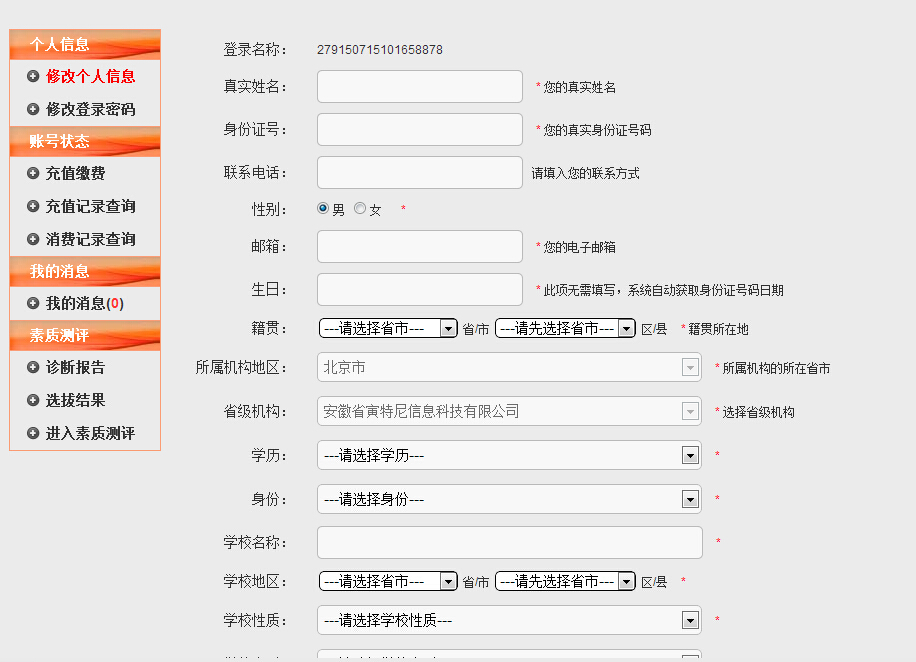 个人信息
修改个人信息
修改登录密码
账号状态
充值缴费
充值记录查询
消费记录查询
我的消息
我的消息(0)
素质测评
诊断报告
选拔结果
进入素质测评
登录名称： 279150715101658878
真实姓名： * 您的真实姓名
身份证号： * 您的真实身份证号码
联系电话： 请填入您的联系方式
性别： 男 女 *
邮箱： * 您的电子邮箱
生日： * 此项无需填写，系统自动获取身份证号码日期
籍贯： ---请选择省市--- 省/市 ---请先选择省市--- 区/县 * 籍贯所在地
所属机构地区： 北京市 * 所属机构的所在省市
省级机构： 安徽省寅特尼信息科技有限公司 * 选择省级机构
学历： ---请选择学历--- *
身份： ---请选择身份--- *
学校名称： *
学校地区： ---请选择省市--- 省/市 ---请先选择省市--- 区/县 *
学校性质： ---请选择学校性质--- *